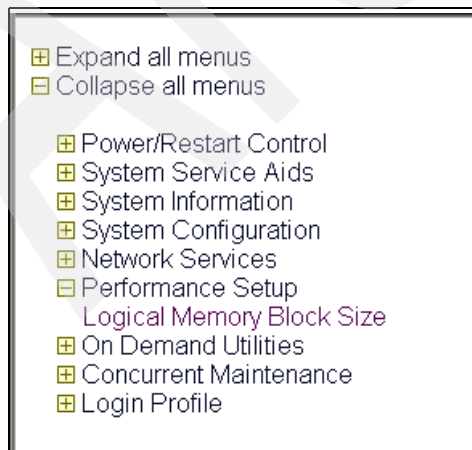 Expand all menus
Collapse all menus
Power/Restart Control
System Service Aids
System Information
System Configuration
Network Services
Performance Setup
Logical Memory Block Size
On Demand Utilities
Concurrent Maintenance
Login Profile